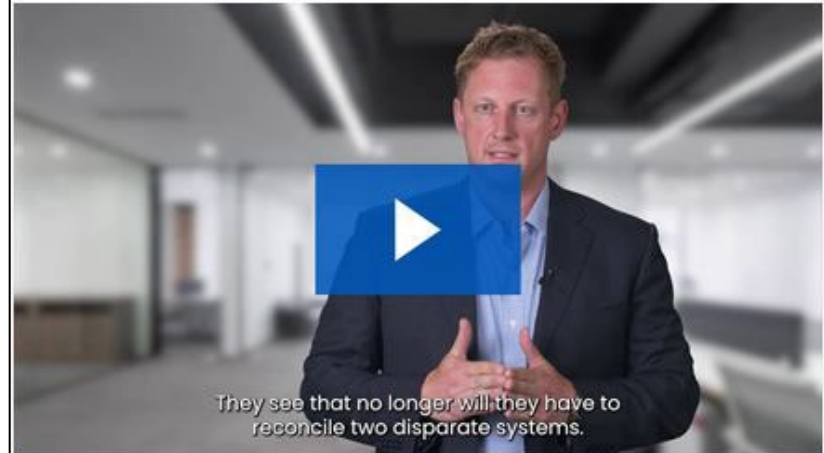 They see that no longer will they have to
reconcile two disparate systems.